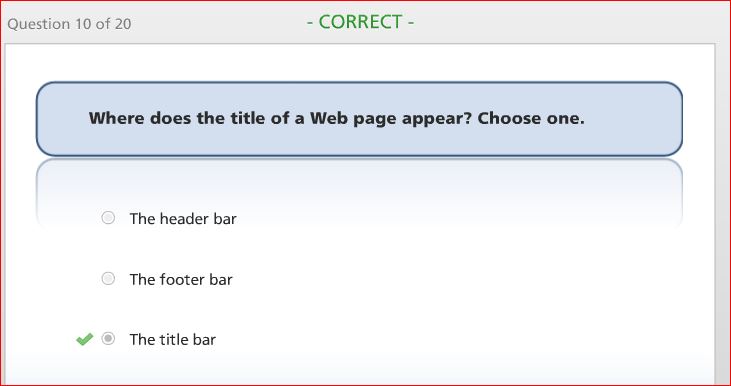 Question 10 of 20
- CORRECT -
Where does the title of a Web page appear? Choose one.
The header bar
The footer bar
The title bar